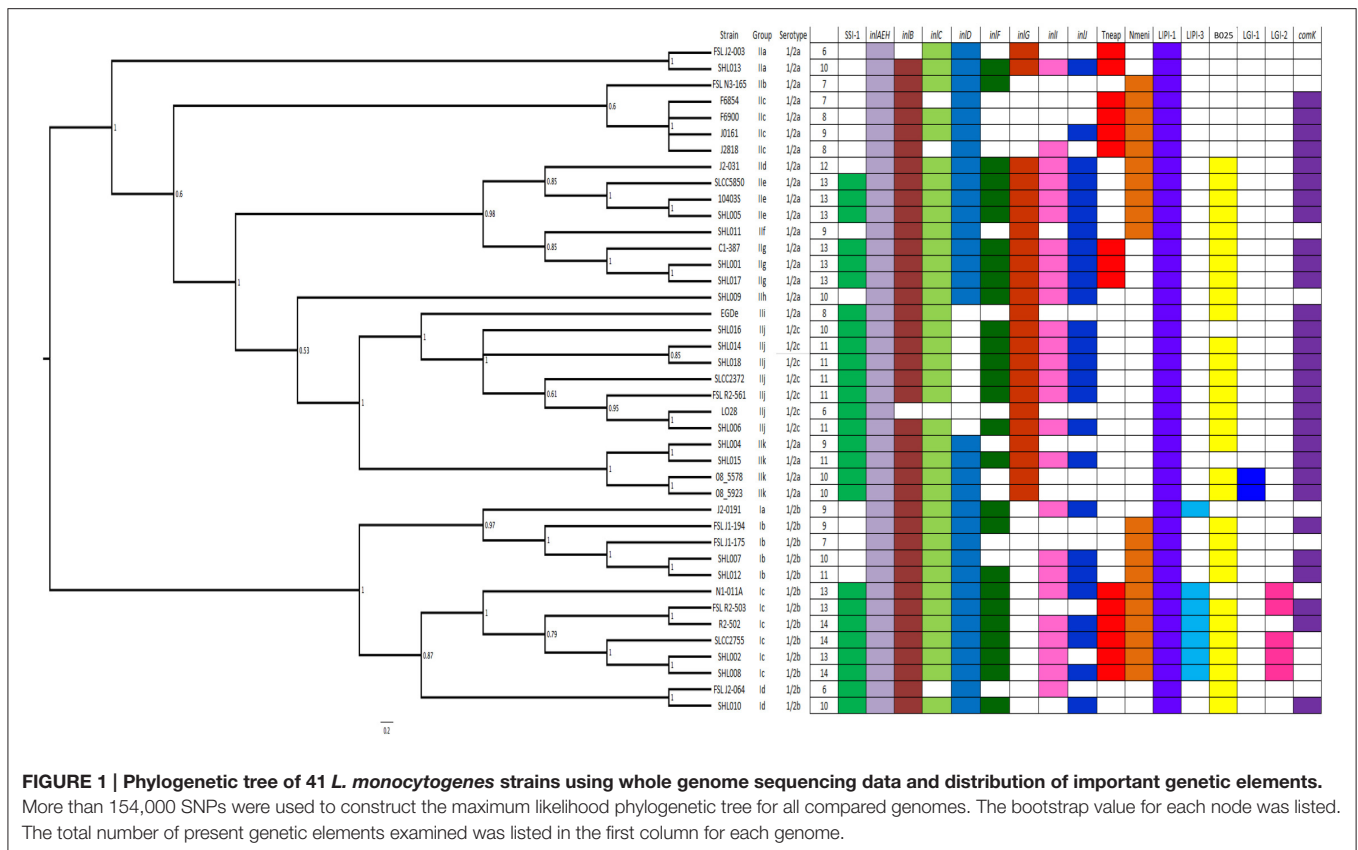 Strain Group Serotype SSI-1 inlAEH inlB inlC inlD inlF inlG inlI inlJ Tneap Nmeni LIPI-1 LIPI-3 B025 LGI-1 LGI-2 comK
FSL J2-003 IIa 1/2a 6
1
SHL013 IIa 1/2a 10
FSL N3-165 IIb 1/2a 7
0.6
F6854 IIc 1/2a 7
F6900 IIc 1/2a 8
1
1
J0161 IIc 1/2a 9
J2818 IIc 1/2a 8
J2-031 IId 1/2a 12
0.85
SLCC5850 IIe 1/2a 13
0.6
1
10403S IIe 1/2a 13
1
SHL005 IIe 1/2a 13
0.98
SHL011 IIf 1/2a 9
0.85
C1-387 IIg 1/2a 13
1
SHL001 IIg 1/2a 13
1
1
SHL017 IIg 1/2a 13
SHL009 IIh 1/2a 10
EGDe IIi 1/2a 8
1
SHL016 IIj 1/2c 10
0.53
SHL014 IIj 1/2c 11
0.85
1
SHL018 IIj 1/2c 11
SLCC2372 IIj 1/2c 11
0.61
FSL R2-561 IIj 1/2c 11
0.95
LO28 IIj 1/2c 6
1
1
SHL006 IIj 1/2c 11
SHL004 IIk 1/2a 9
1
SHL015 IIk 1/2a 11
1
08_5578 IIk 1/2a 10
1
08_5923 IIk 1/2a 10
J2-0191 Ia 1/2b 9
0.97
FSL J1-194 Ib 1/2b 9
1
FSL J1-175 Ib 1/2b 7
1
SHL007 Ib 1/2b 10
1
SHL012 Ib 1/2b 11
1
N1-011A Ic 1/2b 13
1
FSL R2-503 Ic 1/2b 13
1
R2-502 Ic 1/2b 14
0.79
SLCC2755 Ic 1/2b 14
1
0.87
SHL002 Ic 1/2b 13
1
SHL008 Ic 1/2b 14
FSL J2-064 Id 1/2b 6
1
SHL010 Id 1/2b 10
0.2
FIGURE 1 | Phylogenetic tree of 41 L. monocytogenes strains using whole genome sequencing data and distribution of important genetic elements.
More than 154,000 SNPs were used to construct the maximum likelihood phylogenetic tree for all compared genomes. The bootstrap value for each node was listed.
The total number of present genetic elements examined was listed in the first column for each genome.